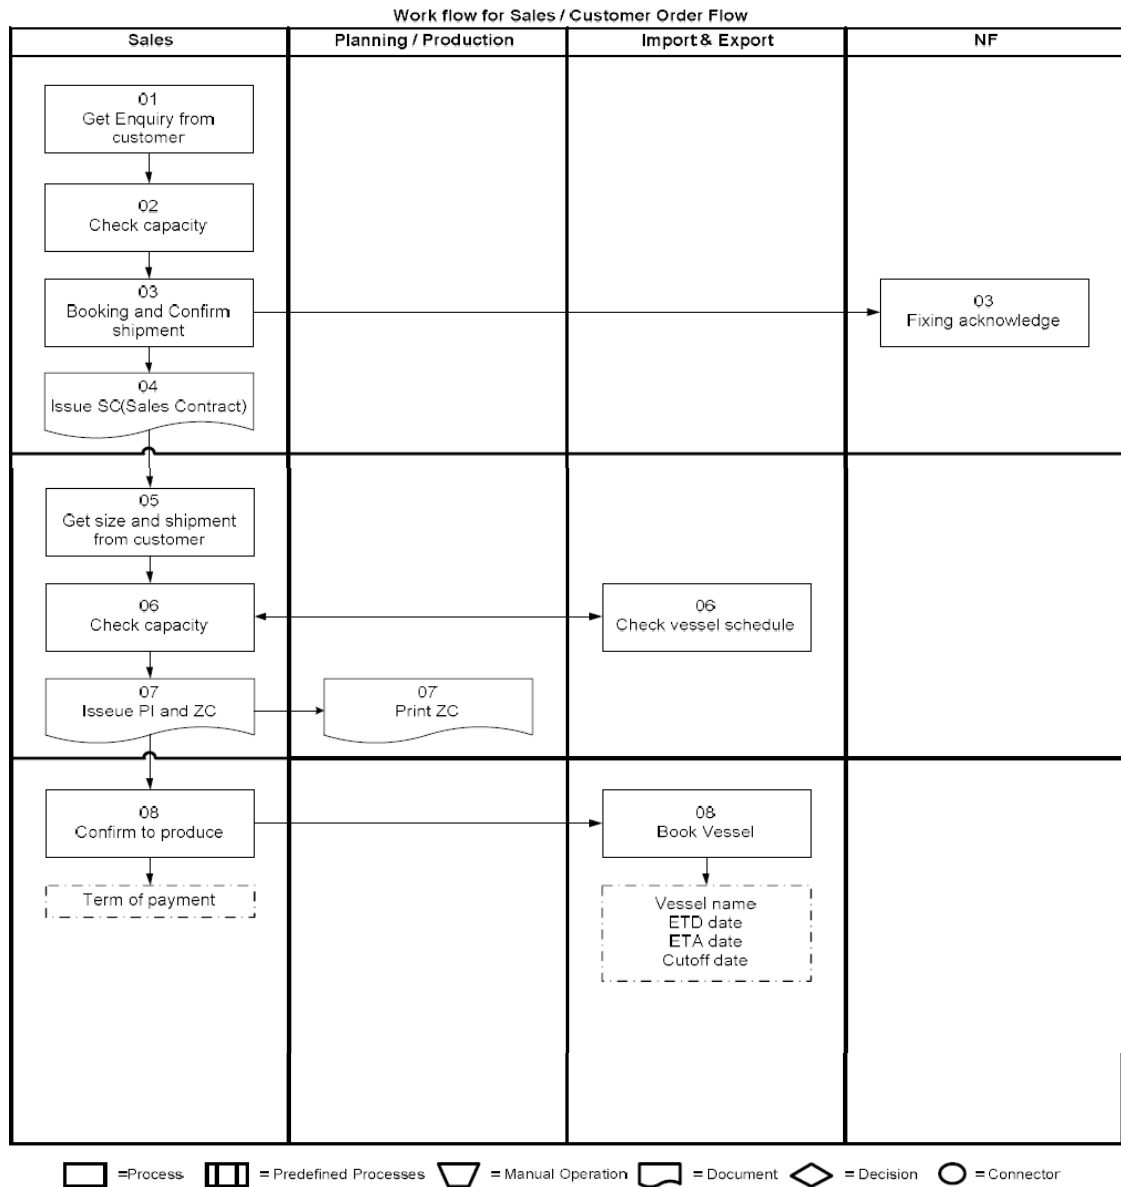 Work flow for Sales / Customer Order Flow
Sales
Planning / Production
Import & Export
NF
01
Get Enquiry from
customer
02
Check capacity
03
Booking and Confirm
shipment
03
Fixing acknowledge
04
Issue SC(Sales Contract)
05
Get size and shipment
from customer
06
Check capacity
06
Check vessel schedule
07
Isseue PI and ZC
07
Print ZC
08
Confirm to produce
08
Book Vessel
Term of payment
Vessel name
ETD date
ETA date
Cutoff date
=Process
= Predefined Processes
= Manual Operation
= Document
= Decision
= Connector